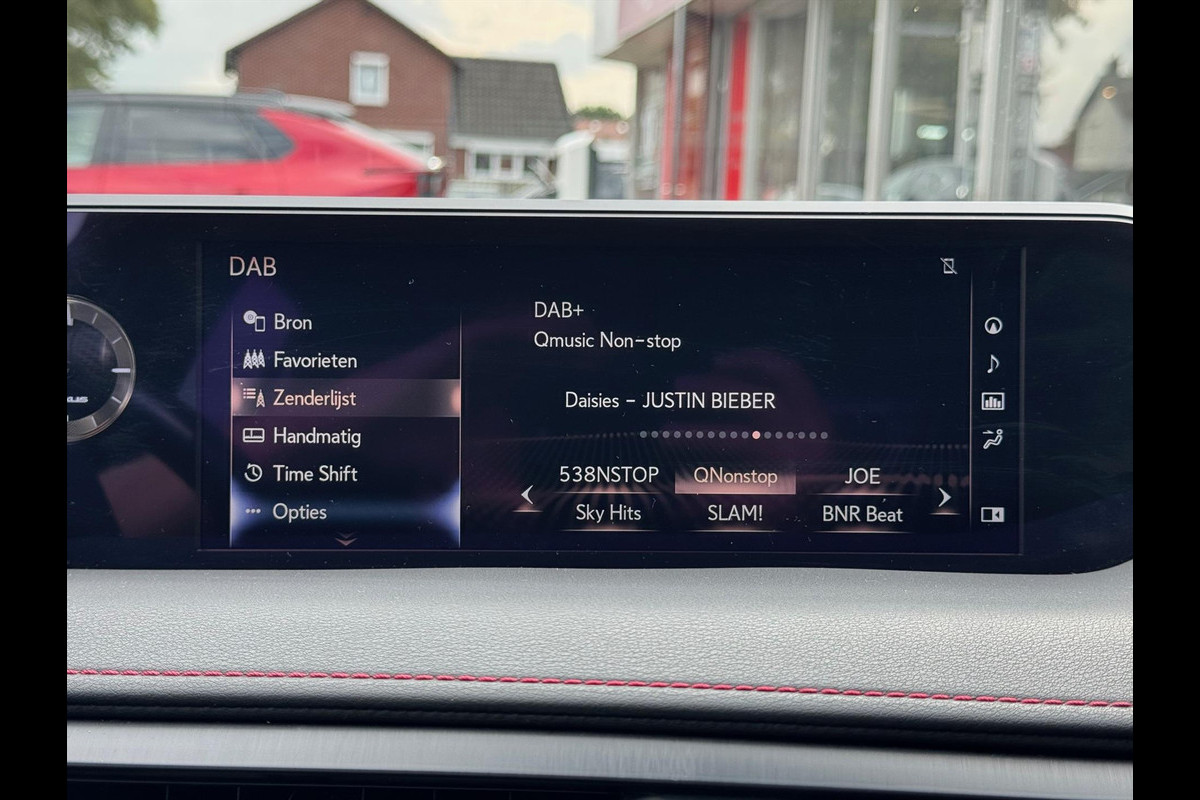 DAB
Bron
Favorieten
Zenderlijst
Handmatig
Time Shift
Opties
DAB+
Qmusic Non-stop
Daisies - JUSTIN BIEBER
538NSTOP
QNonstop
JOE
Sky Hits
SLAM!
BNR Beat